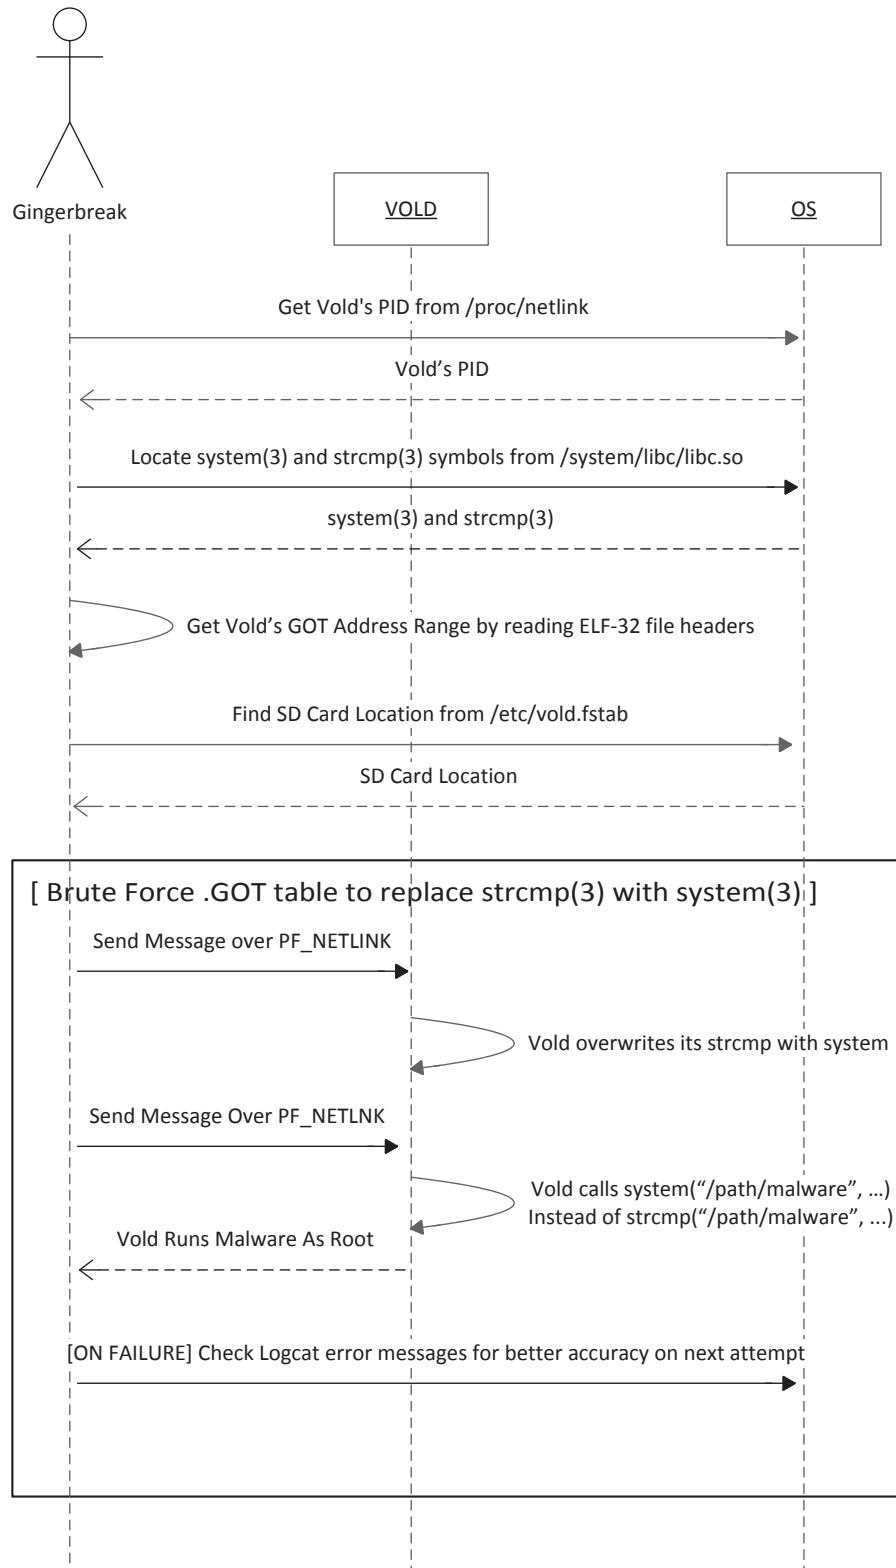 Gingerbreak
VOLD
OS
Get Vold's PID from /proc/netlink
Vold’s PID
Locate system(3) and strcmp(3) symbols from /system/libc/libc.so
system(3) and strcmp(3)
Get Vold’s GOT Address Range by reading ELF-32 file headers
Find SD Card Location from /etc/vold.fstab
SD Card Location
[ Brute Force .GOT table to replace strcmp(3) with system(3) ]
Send Message over PF_NETLINK
Vold overwrites its strcmp with system
Send Message Over PF_NETLNK
Vold calls system(“/path/malware”, …)
Instead of strcmp(“/path/malware”, ...)
Vold Runs Malware As Root
[ON FAILURE] Check Logcat error messages for better accuracy on next attempt